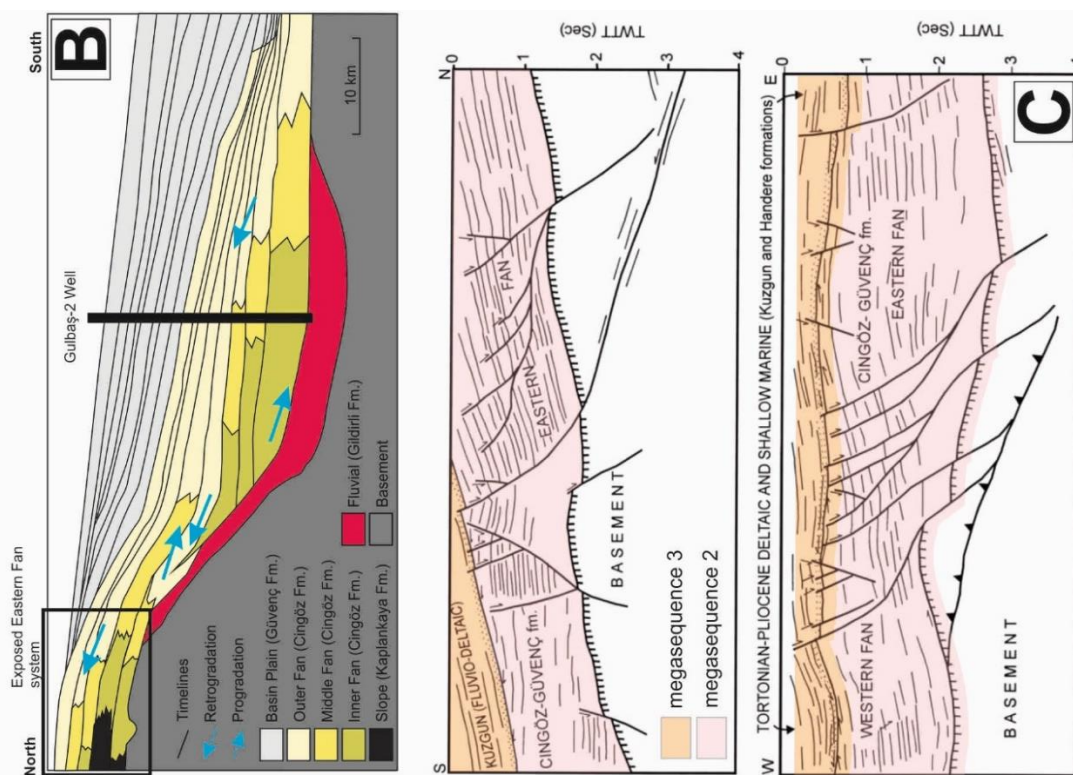 B
North
South
Exposed Eastern Fan
system
Gulbaş-2 Well
10 km
Timelines
Retrogradation
Progradation
Basin Plain (Güvenç Fm.)
Outer Fan (Cingöz Fm.)
Middle Fan (Cingöz Fm.)
Inner Fan (Cingöz Fm.)
Slope (Kaplankaya Fm.)
Fluvial (Gildirli Fm.)
Basement
S
N
TWTT (Sec)
0
1
2
3
4
KUZGUN (FLUVIO-DELTAIC)
CINGÖZ-GÜVENÇ fm.
EASTERN
FAN
BASEMENT
megasequence 3
megasequence 2
C
W
TORTONIAN-PLIOCENE DELTAIC AND SHALLOW MARINE (Kuzgun and Handere formations)
E
TWTT (Sec)
0
1
2
3
WESTERN FAN
CINGÖZ- GÜVENÇ fm.
EASTERN FAN
BASEMENT